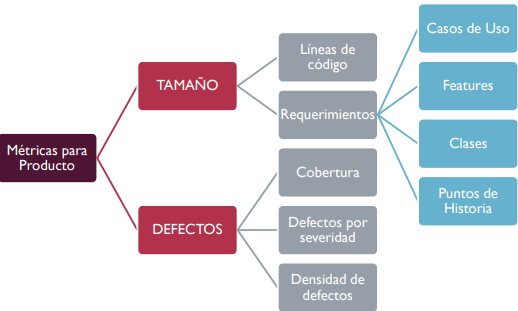 Métricas para
Producto
TAMAÑO
Líneas de
código
Requerimientos
Casos de Uso
Features
Clases
Puntos de
Historia
DEFECTOS
Cobertura
Defectos por
severidad
Densidad de
defectos